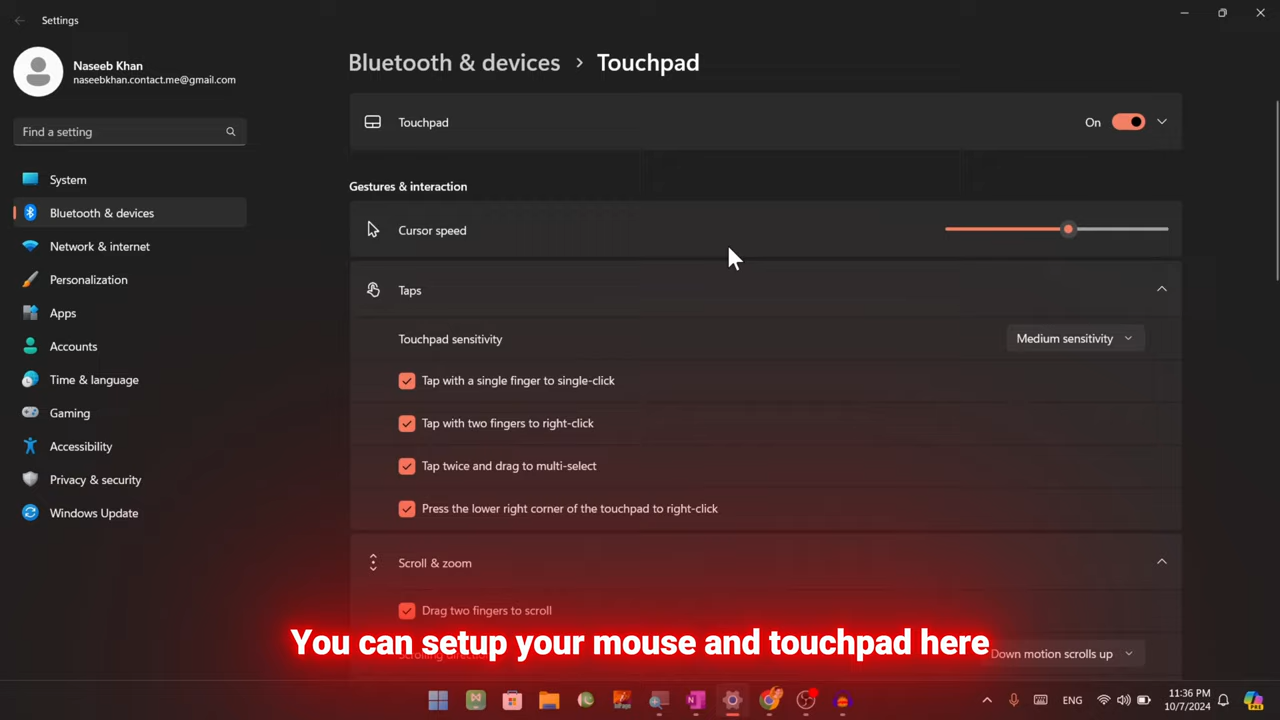 Settings
Naseeb Khan
naseebkhan.contact.me@gmail.com
Find a setting
System
Bluetooth & devices
Network & internet
Personalization
Apps
Accounts
Time & language
Gaming
Accessibility
Privacy & security
Windows Update
Bluetooth & devices > Touchpad
Touchpad On
Gestures & interaction
Cursor speed
Taps
Touchpad sensitivity Medium sensitivity
Tap with a single finger to single-click
Tap with two fingers to right-click
Tap twice and drag to multi-select
Press the lower right corner of the touchpad to right-click
Scroll & zoom
Drag two fingers to scroll
You can setup your mouse and touchpad here
Scrolling direction Down motion scrolls up
ENG
11:36 PM
10/7/2024